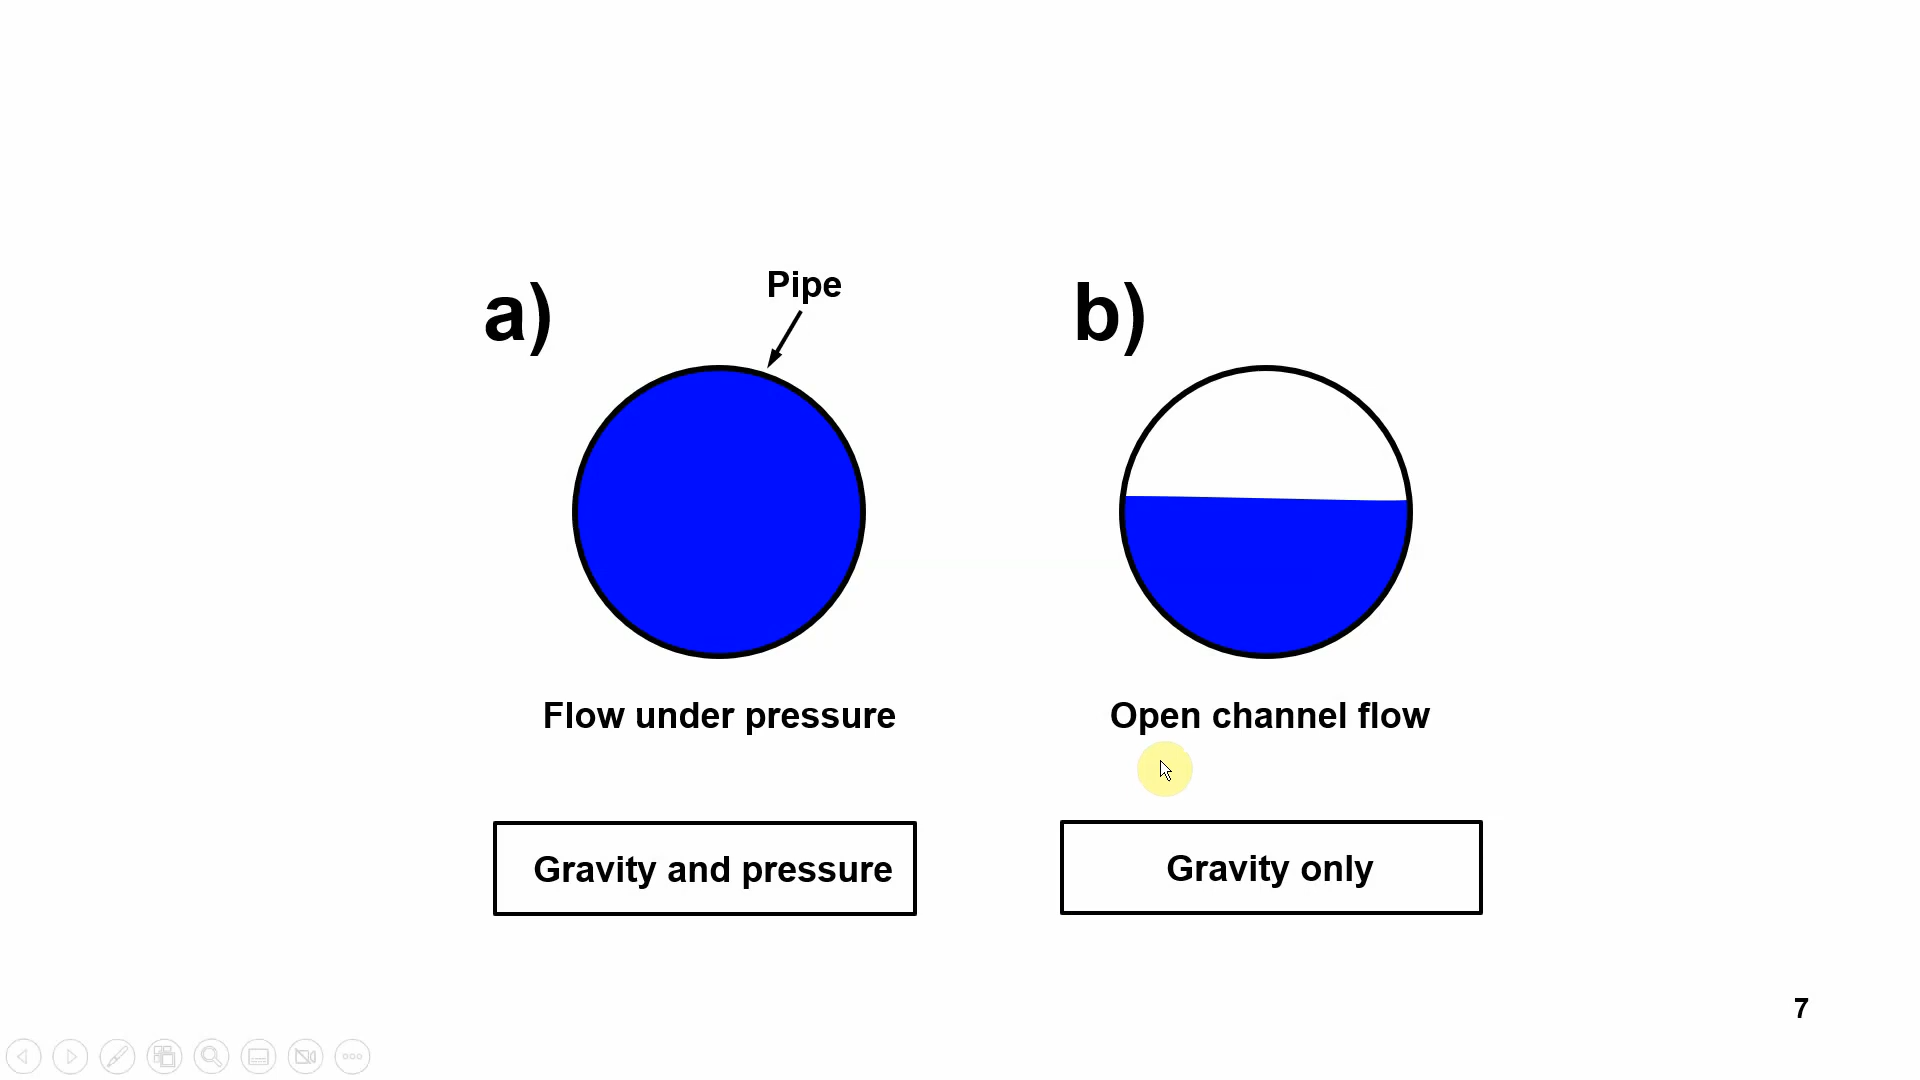 a)
Pipe
b)
Flow under pressure
Open channel flow
Gravity and pressure
Gravity only
7